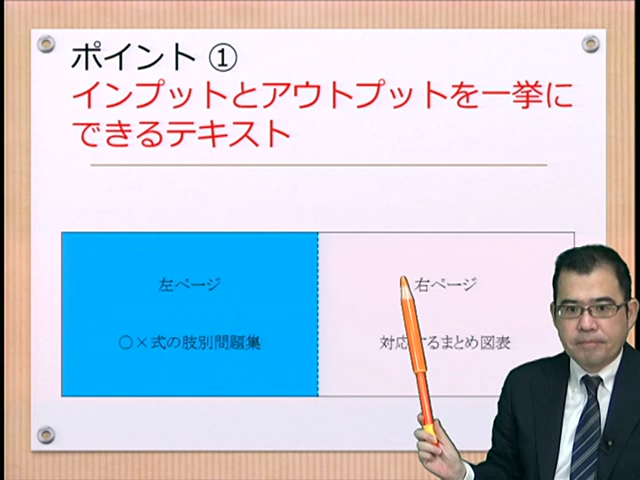 ポイント ①
インプットとアウトプットを一挙に
できるテキスト
左ページ
右ページ
○×式の肢別問題集
対応するまとめ図表